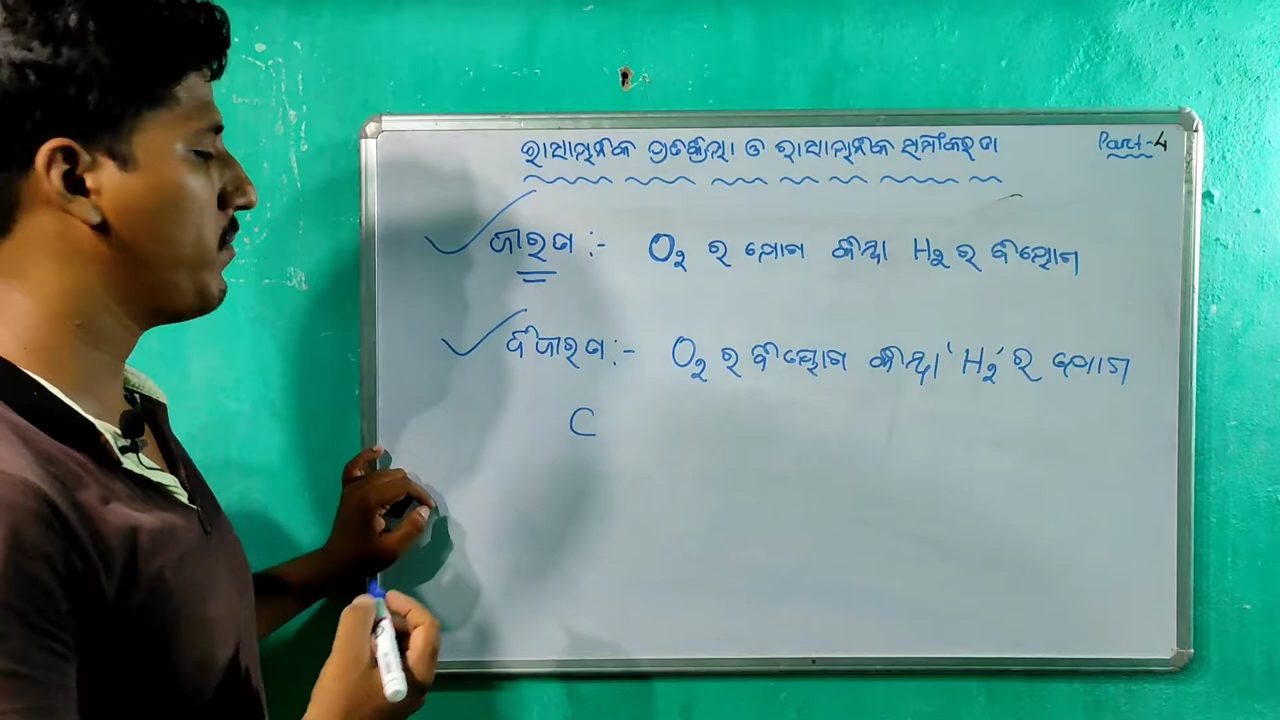 ରାସାୟନିକ ପ୍ରତିକ୍ରିୟା ଓ ରାସାୟନିକ ସମୀକରଣ
Part-4
ଜାରଣ :- O₂ ର ଯୋଗ କିମ୍ବା H₂ ର ବିୟୋଗ
ବିଜାରଣ :- O₂ ର ବିୟୋଗ କିମ୍ବା H₂ ର ଯୋଗ
C